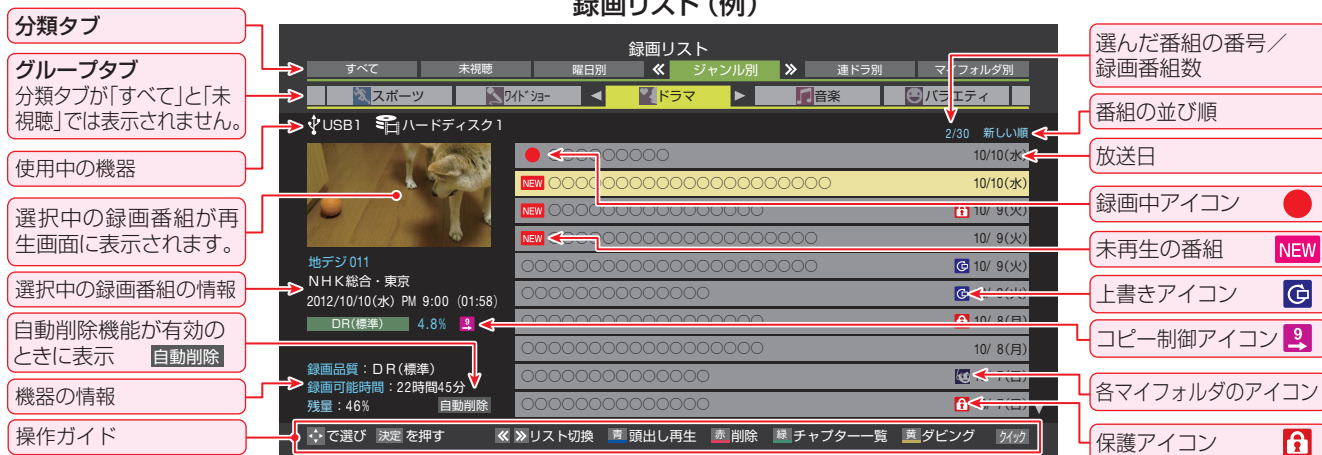 録画リスト（例）
分類タブ
グループタブ
分類タブが「すべて」と「未
視聴」では表示されません。
使用中の機器
選択中の録画番組が再
生画面に表示されます。
選択中の録画番組の情報
自動削除機能が有効の
ときに表示 自動削除
機器の情報
操作ガイド
録画リスト
すべて 未視聴 曜日別 ≪ ジャンル別 ≫ 連ドラ別 マイフォルダ別
スポーツ ワイドショー ◀ ドラマ ▶ 音楽 バラエティ
USB1 ハードディスク1
2/30 新しい順
○○○○○○○○○ 10/10(水)
NEW ○○○○○○○○○○○○○○○○○○○○○ 10/10(水)
NEW ○○○○○○○○○○○○○○○○ 10/ 9(火)
NEW ○○○○○○○○○○○○○○○○○○○○ 10/ 9(火)
○○○○○○○○○○○○○○○○○○○○○○ 10/ 9(火)
○○○○○○○○○○○○○○
○○○○○○○○○○○○○○○○○○ 10/ 8(月)
○○○○○○○○○○○○○○○○○○ 10/ 8(月)
○○○○○○○○○○○○○○
○○○○○○○○○○○○○○
地デジ 011
NHK総合・東京
2012/10/10(水) PM 9:00 (01:58)
DR(標準) 4.8% 9
録画品質：DR(標準)
録画可能時間：22時間45分
残量：46% 自動削除
で選び 決定 を押す ≪ ≫リスト切換 青 頭出し再生 赤 削除 緑 チャプター一覧 黄 ダビング クイック
選んだ番組の番号／
録画番組数
番組の並び順
放送日
録画中アイコン
未再生の番組 NEW
上書きアイコン
コピー制御アイコン 9
各マイフォルダのアイコン
保護アイコン